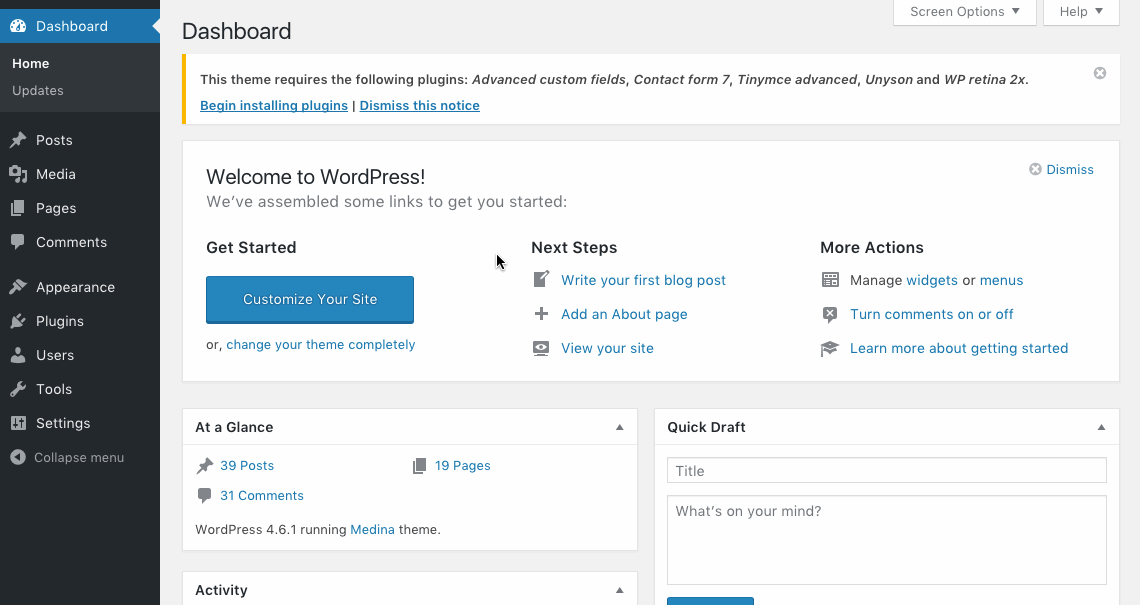 Dashboard
Home
Updates
Posts
Media
Pages
Comments
Appearance
Plugins
Users
Tools
Settings
Collapse menu
Screen Options
Help
Dashboard
This theme requires the following plugins: Advanced custom fields, Contact form 7, Tinymce advanced, Unyson and WP retina 2x.
Begin installing plugins | Dismiss this notice
Welcome to WordPress!
Dismiss
We've assembled some links to get you started:
Get Started
Customize Your Site
or, change your theme completely
Next Steps
Write your first blog post
Add an About page
View your site
More Actions
Manage widgets or menus
Turn comments on or off
Learn more about getting started
At a Glance
39 Posts
19 Pages
31 Comments
WordPress 4.6.1 running Medina theme.
Activity
Quick Draft
Title
What's on your mind?